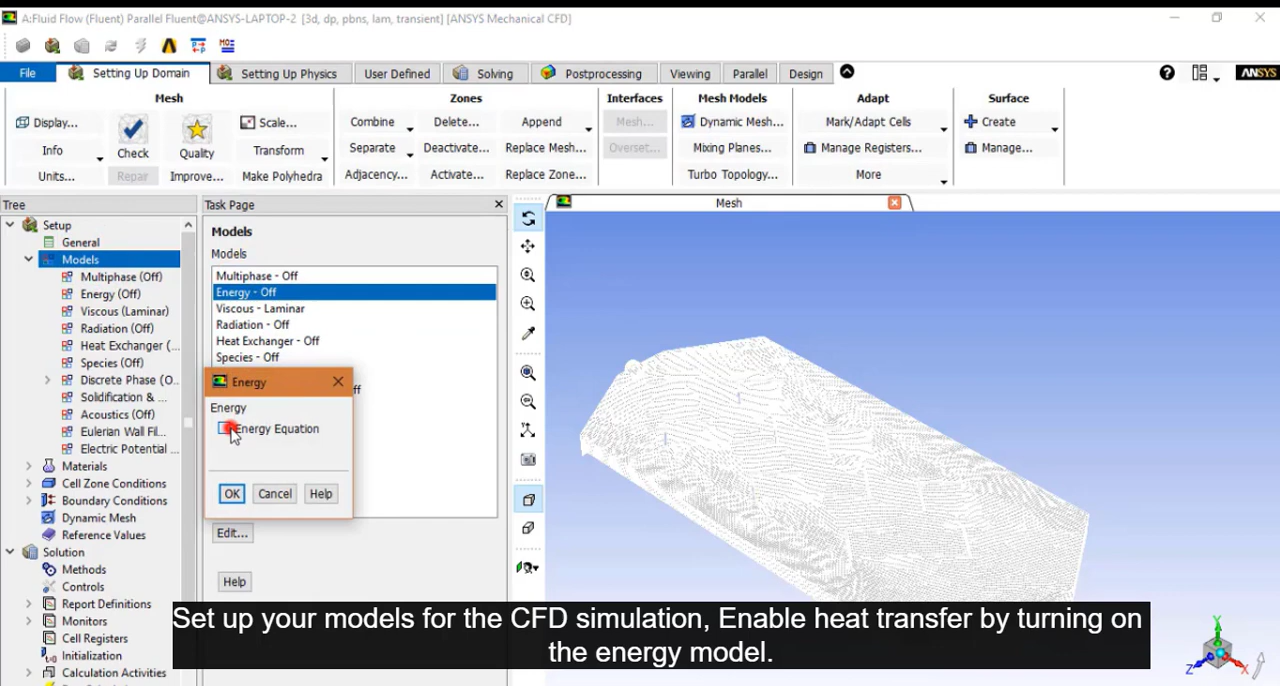 A:Fluid Flow (Fluent) Parallel Fluent@ANSYS-LAPTOP-2 [3d, dp, pbns, lam, transient] [ANSYS Mechanical CFD]
File Setting Up Domain Setting Up Physics User Defined Solving Postprocessing Viewing Parallel Design ANSYS
Mesh Zones Interfaces Mesh Models Adapt Surface
Display... Scale... Combine Delete... Append Mesh... Dynamic Mesh... Mark/Adapt Cells Create
Info Check Quality Transform Separate Deactivate... Replace Mesh... Overset... Mixing Planes... Manage Registers... Manage...
Units... Repair Improve... Make Polyhedra Adjacency... Activate... Replace Zone... Turbo Topology... More
Tree
Setup
General
Models
Multiphase (Off)
Energy (Off)
Viscous (Laminar)
Radiation (Off)
Heat Exchanger (...
Species (Off)
Discrete Phase (O...
Solidification & ...
Acoustics (Off)
Eulerian Wall Fil...
Electric Potential ...
Materials
Cell Zone Conditions
Boundary Conditions
Dynamic Mesh
Reference Values
Solution
Methods
Controls
Report Definitions
Monitors
Cell Registers
Initialization
Calculation Activities
Task Page
Models
Models
Multiphase - Off
Energy - Off
Viscous - Laminar
Radiation - Off
Heat Exchanger - Off
Species - Off
ff
Energy
Energy
Energy Equation
OK Cancel Help
Edit...
Help
Mesh
Y
Z X
Set up your models for the CFD simulation, Enable heat transfer by turning on
the energy model.